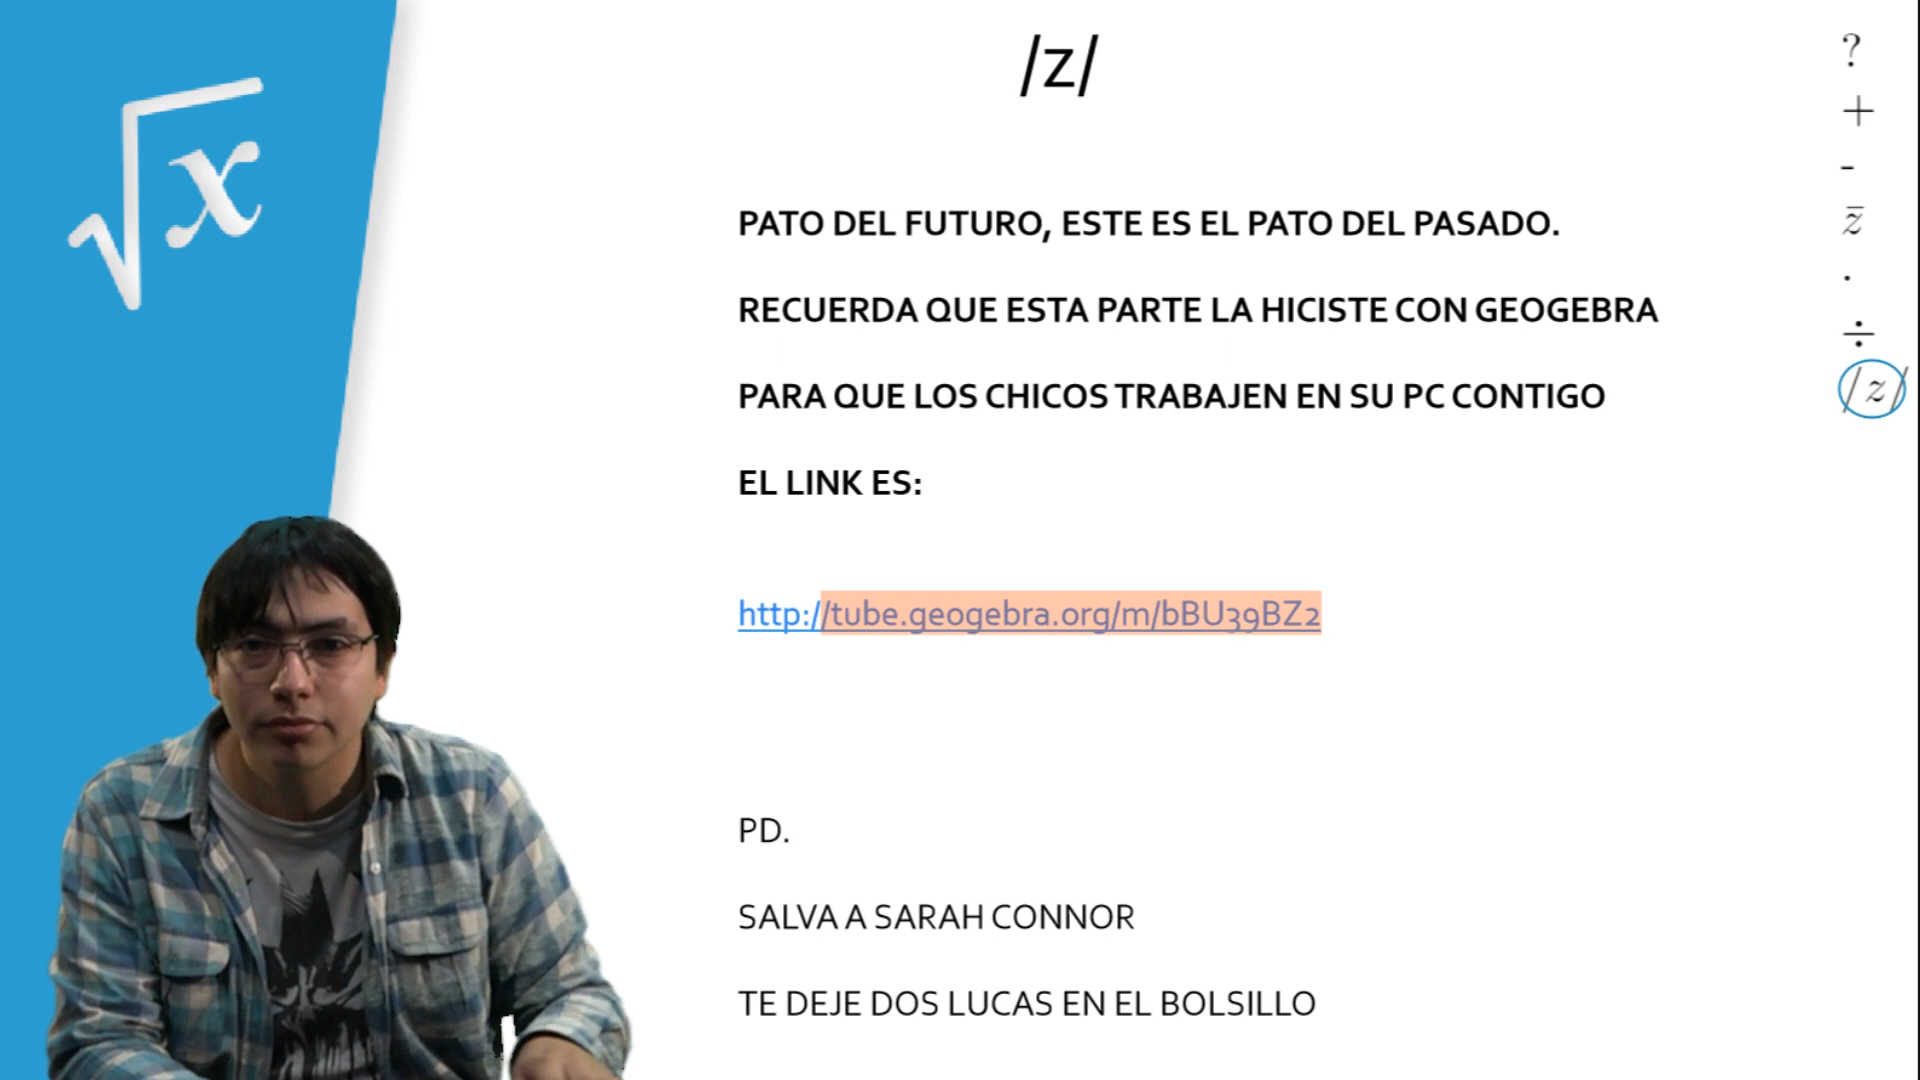 √x
/z/
PATO DEL FUTURO, ESTE ES EL PATO DEL PASADO.
RECUERDA QUE ESTA PARTE LA HICISTE CON GEOGEBRA
PARA QUE LOS CHICOS TRABAJEN EN SU PC CONTIGO
EL LINK ES:
http://tube.geogebra.org/m/bBU39BZ2
PD.
SALVA A SARAH CONNOR
TE DEJE DOS LUCAS EN EL BOLSILLO
?
+
-
z̄
·
÷
/z/